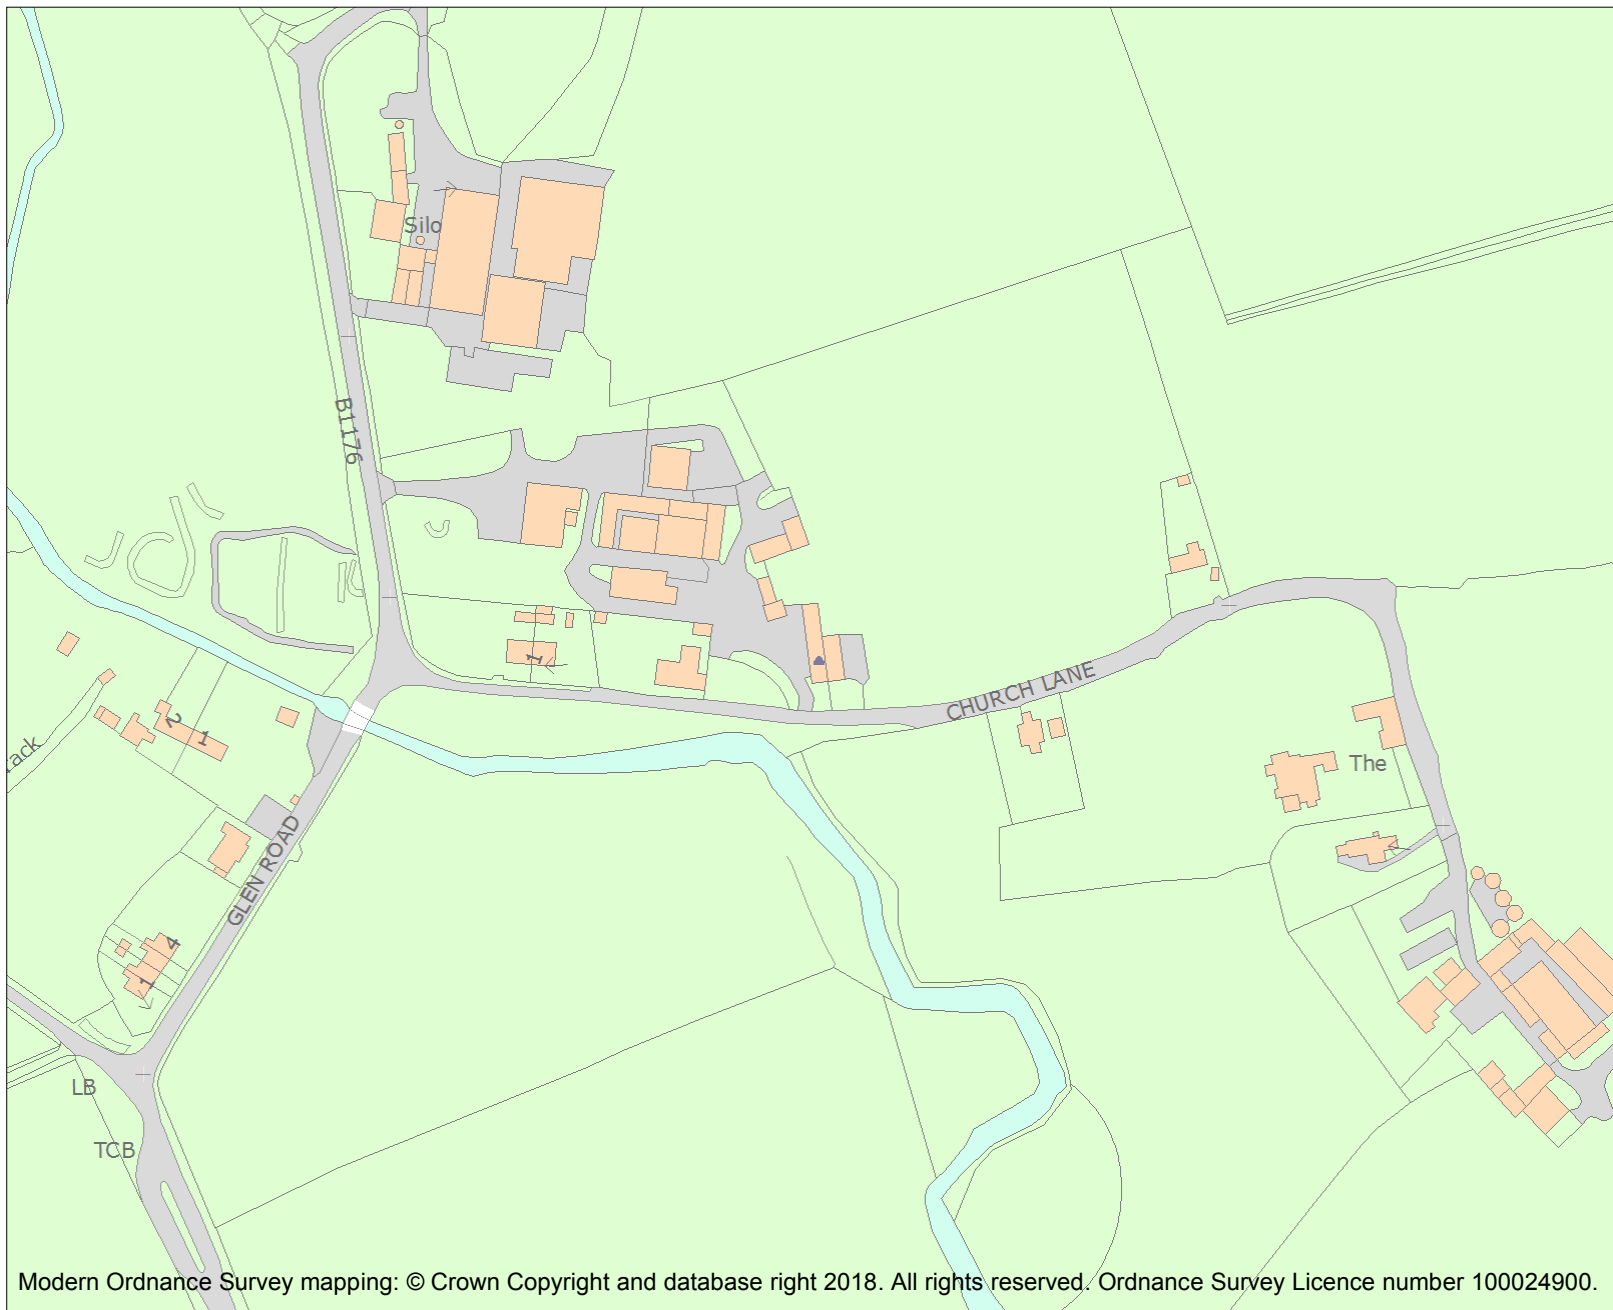 Silo
B1176
1
CHURCH LANE
2
1
The
GLEN ROAD
4
1
LB
TCB
Modern Ordnance Survey mapping: © Crown Copyright and database right 2018. All rights reserved. Ordnance Survey Licence number 100024900.